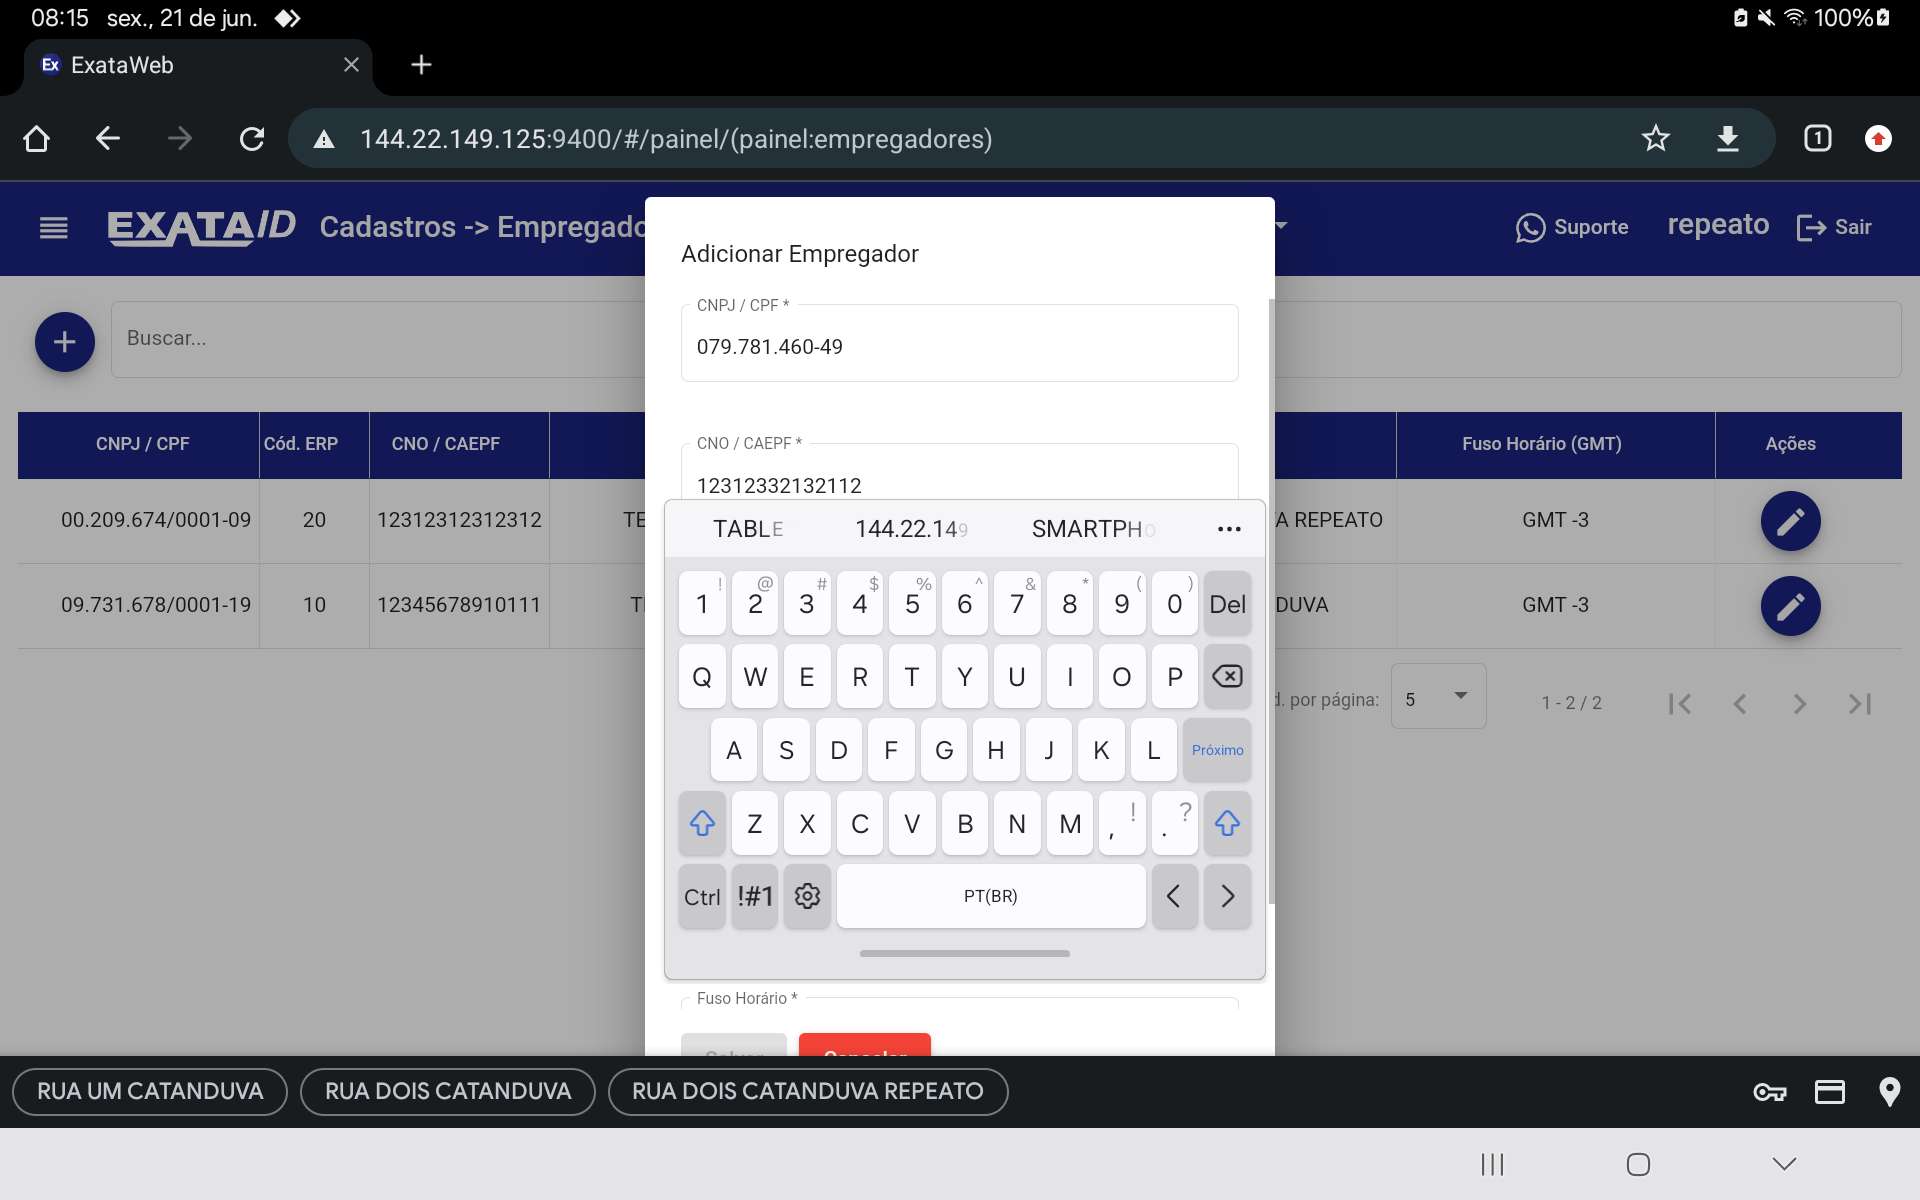 08:15 sex., 21 de jun. 100%
Ex ExataWeb
144.22.149.125:9400/#/painel/(painel:empregadores) 1
EXATA/D Cadastros -> Empregado Suporte repeato Sair
Adicionar Empregador
CNPJ / CPF *
079.781.460-49
Buscar...
CNO / CAEPF *
12312332132112
CNPJ / CPF Cód. ERP CNO / CAEPF Fuso Horário (GMT) Ações
00.209.674/0001-09 20 12312312312312 TE A REPEATO GMT -3
09.731.678/0001-19 10 12345678910111 DUVA GMT -3
d. por página: 5 1 - 2 / 2
TABLE 144.22.149 SMARTPHO
! @ # $ % ^ & * ( )
1 2 3 4 5 6 7 8 9 0 Del
Q W E R T Y U I O P
A S D F G H J K L Próximo
! ?
Z X C V B N M , .
Ctrl !#1 PT(BR)
Fuso Horário *
Salvar Cancelar
RUA UM CATANDUVA RUA DOIS CATANDUVA RUA DOIS CATANDUVA REPEATO